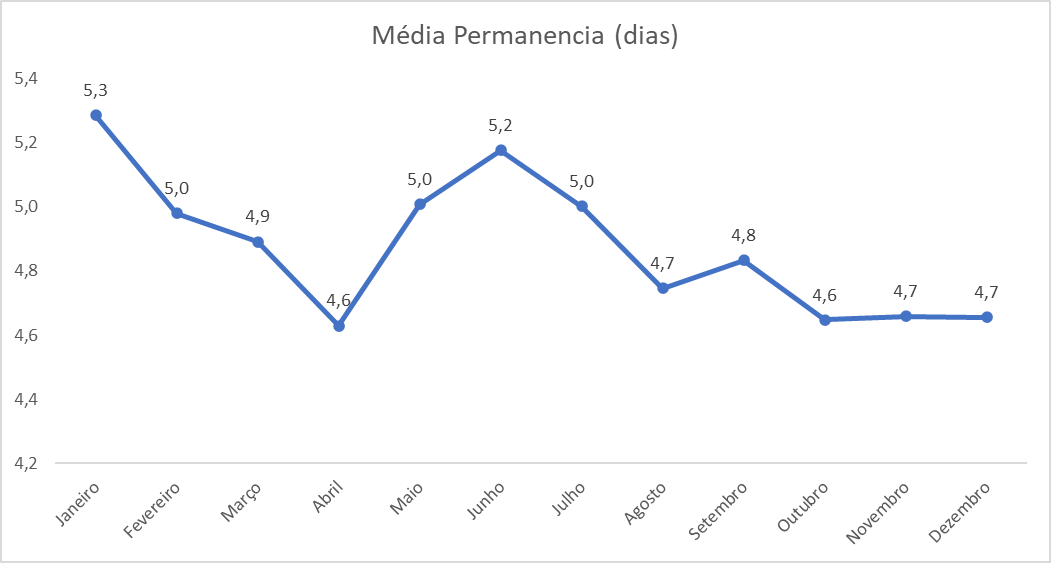 Média Permanencia (dias)
5,4
5,2
5,0
4,8
4,6
4,4
4,2
5,3
5,0
4,9
4,6
5,0
5,2
5,0
4,7
4,8
4,6
4,7
4,7
Janeiro
Fevereiro
Março
Abril
Maio
Junho
Julho
Agosto
Setembro
Outubro
Novembro
Dezembro